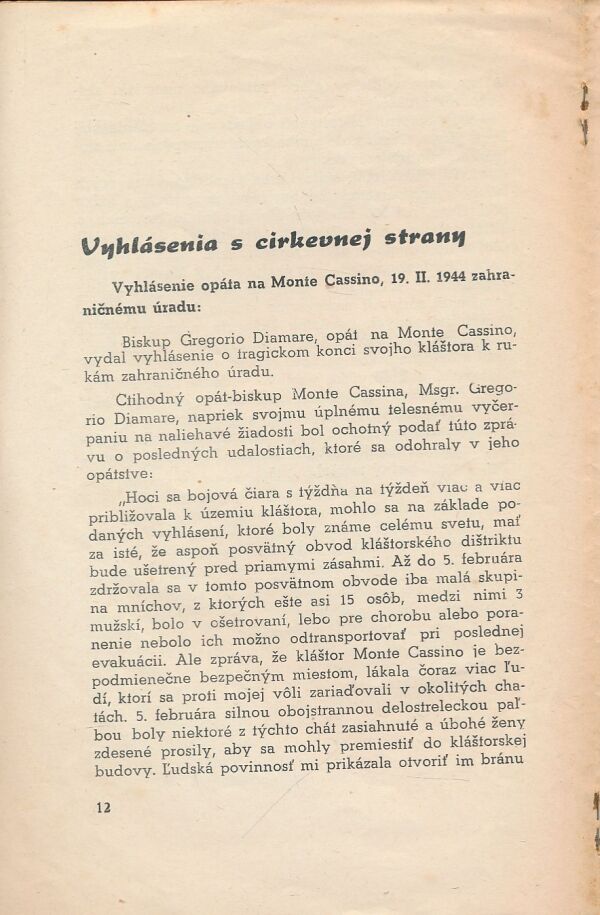 Vyhlásenia s cirkevnej strany
Vyhlásenie opáta na Monte Cassino, 19. II. 1944 zahra-
ničnému úradu:
Biskup Gregorio Diamare, opát na Monte Cassino,
vydal vyhlásenie o tragickom konci svojho kláštora k ru-
kám zahraničného úradu.
Ctihodný opát-biskup Monte Cassina, Msgr. Grego-
rio Diamare, napriek svojmu úplnému telesnému vyčer-
paniu na naliehavé žiadosti bol ochotný podať túto zprá-
vu o posledných udalostiach, ktoré sa odohraly v jeho
opátstve:
„Hoci sa bojová čiara s týždňa na týždeň viac a viac
približovala k územiu kláštora, mohlo sa na základe po-
daných vyhlásení, ktoré boly známe celému svetu, mať
za isté, že aspoň posvätný obvod kláštorského dištriktu
bude ušetrený pred priamymi zásahmi. Až do 5. februára
zdržovala sa v tomto posvätnom obvode iba malá skupi-
na mníchov, z ktorých ešte asi 15 osôb, medzi nimi 3
mužskí, bolo v ošetrovaní, lebo pre chorobu alebo pora-
nenie nebolo ich možno odtransportovať pri poslednej
evakuácii. Ale zpráva, že kláštor Monte Cassino je bez-
podmienečne bezpečným miestom, lákala čoraz viac ľu-
dí, ktorí sa proti mojej vôli zariaďovali v okolitých cha-
tách. 5. februára silnou obojstrannou delostreleckou paľ-
bou boly niektoré z týchto chát zasiahnuté a úbohé ženy
zdesené prosily, aby sa mohly premiestiť do kláštorskej
budovy. Ľudská povinnosť mi prikázala otvoriť im bránu
12